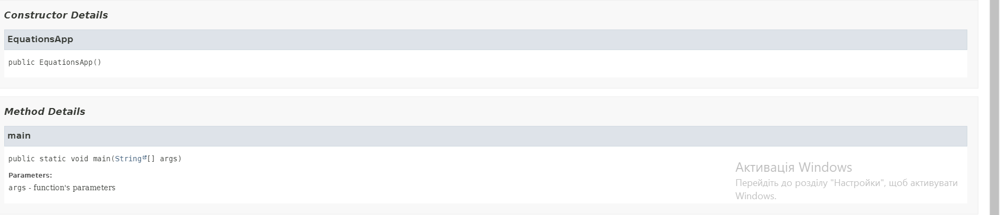 Constructor Details
EquationsApp
public EquationsApp()
Method Details
main
public static void main(String[] args)
Parameters:
args - function's parameters
Активація Windows
Перейдіть до розділу "Настройки", щоб активувати
Windows.